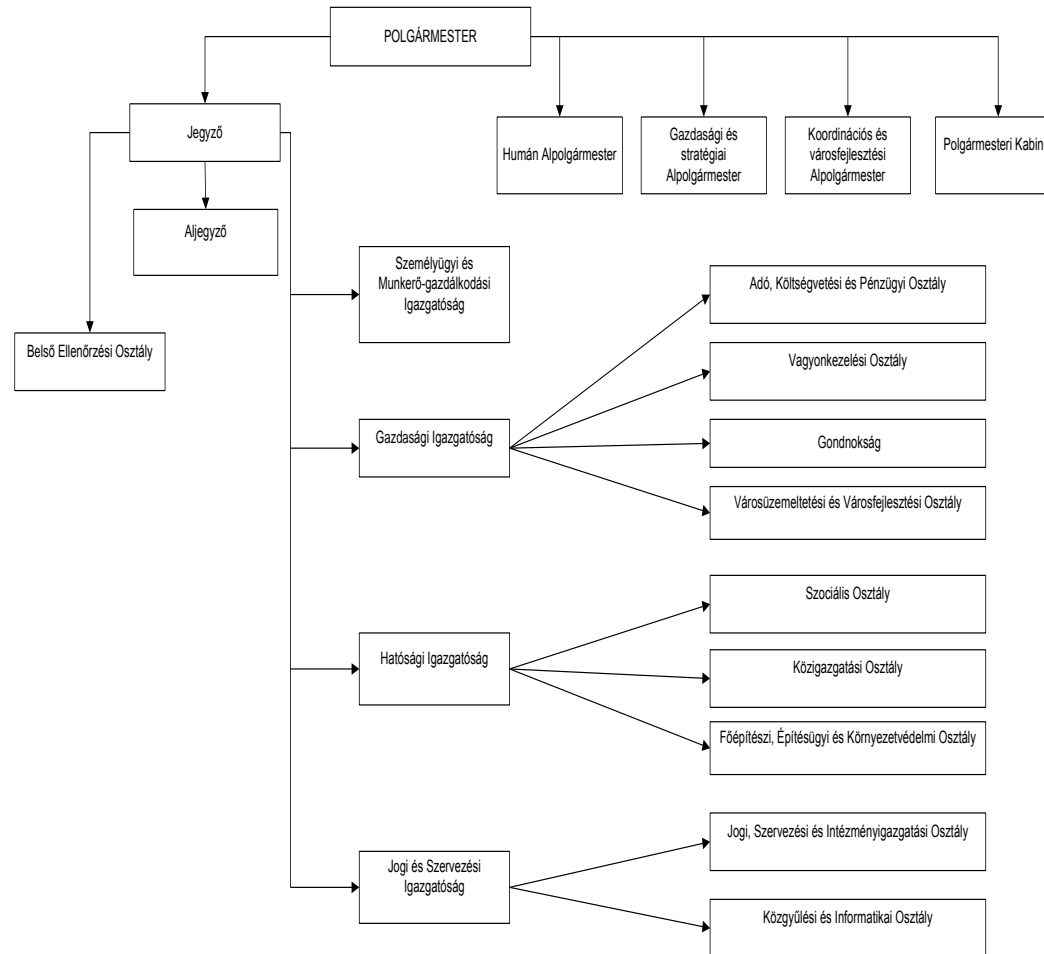 POLGÁRMESTER
Jegyző
Humán Alpolgármester
Gazdasági és
stratégiai
Alpolgármester
Koordinációs és
városfejlesztési
Alpolgármester
Polgármesteri Kabin
Aljegyző
Személyügyi és
Munkerő-gazdálkodási
Igazgatóság
Adó, Költségvetési és Pénzügyi Osztály
Belső Ellenőrzési Osztály
Vagyonkezelési Osztály
Gazdasági Igazgatóság
Gondnokság
Városüzemeltetési és Városfejlesztési Osztály
Szociális Osztály
Hatósági Igazgatóság
Közigazgatási Osztály
Főépítészi, Építésügyi és Környezetvédelmi Osztály
Jogi, Szervezési és Intézményigazgatási Osztály
Jogi és Szervezési
Igazgatóság
Közgyűlési és Informatikai Osztály